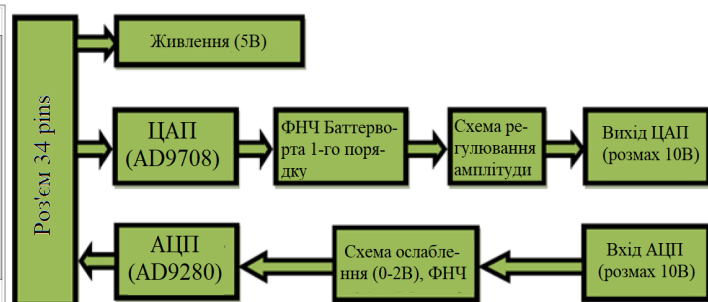 Роз'єм 34 pins
Живлення (5В)
ЦАП
(AD9708)
ФНЧ Баттерво-
рта 1-го поря-
дку
Схема ре-
гулювання
амплітуди
Вихід ЦАП
(розмах 10В)
АЦП
(AD9280)
Схема ослабле-
ння (0-2В), ФНЧ
Вхід АЦП
(розмах 10В)